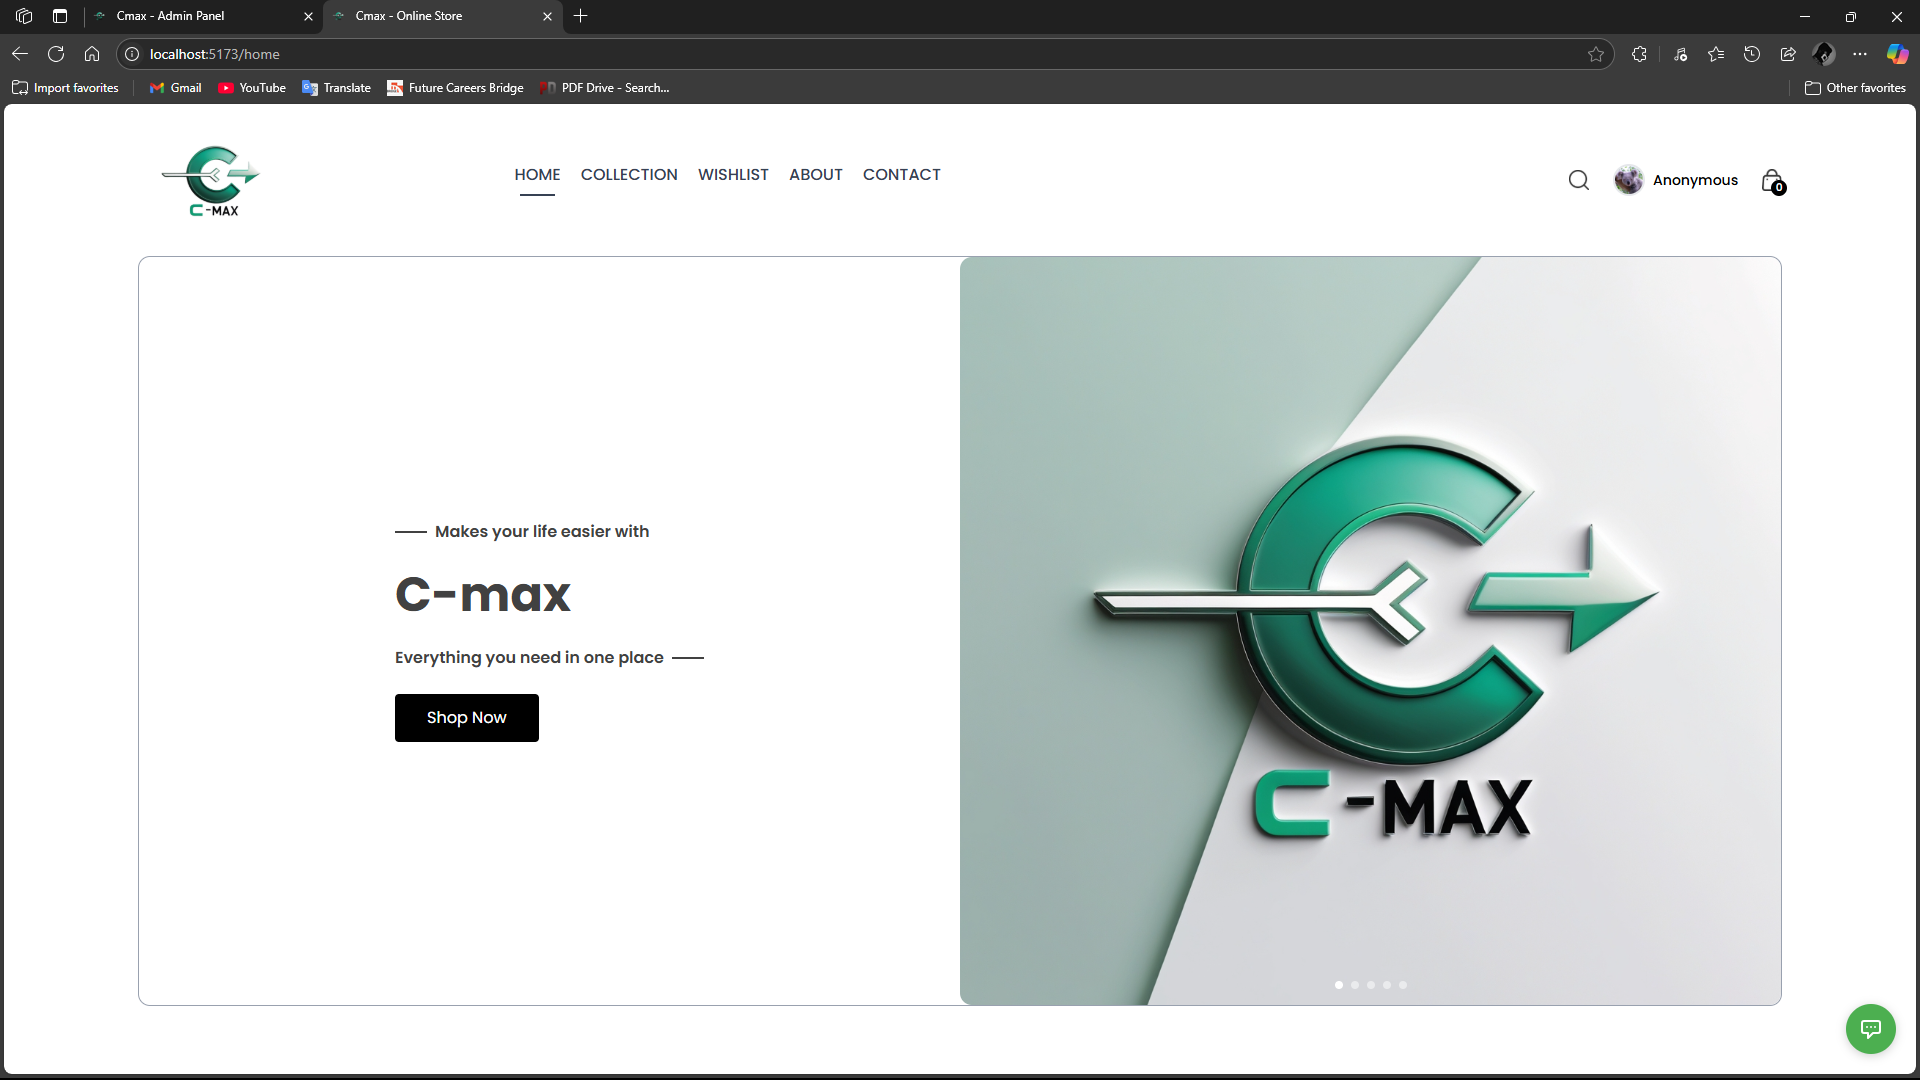 Cmax - Admin Panel
Cmax - Online Store
localhost:5173/home
Import favorites
Gmail
YouTube
Translate
Future Careers Bridge
PDF Drive - Search...
Other favorites
C-MAX
HOME
COLLECTION
WISHLIST
ABOUT
CONTACT
Anonymous
0
Makes your life easier with
C-max
Everything you need in one place
Shop Now
C-MAX